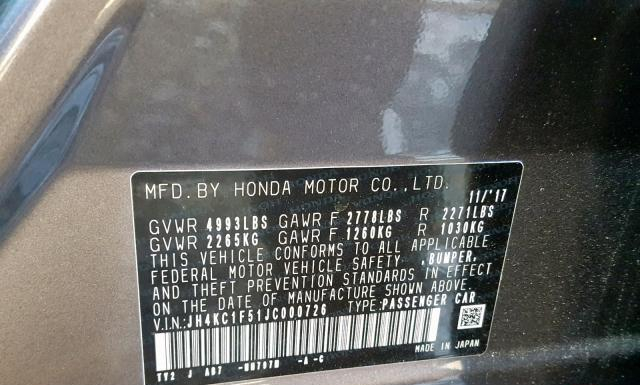 MFD. BY HONDA MOTOR CO., LTD.
11/'17
GVWR 4993LBS GAWR F 2778LBS R 2271LBS
GVWR 2265KG GAWR F 1260KG R 1030KG
THIS VEHICLE CONFORMS TO ALL APPLICABLE
FEDERAL MOTOR VEHICLE SAFETY, BUMPER,
AND THEFT PREVENTION STANDARDS IN EFFECT
ON THE DATE OF MANUFACTURE SHOWN ABOVE.
V.I.N: JH4KC1F51JC000726 TYPE: PASSENGER CAR
TY2 J A07 -A -C
MADE IN JAPAN